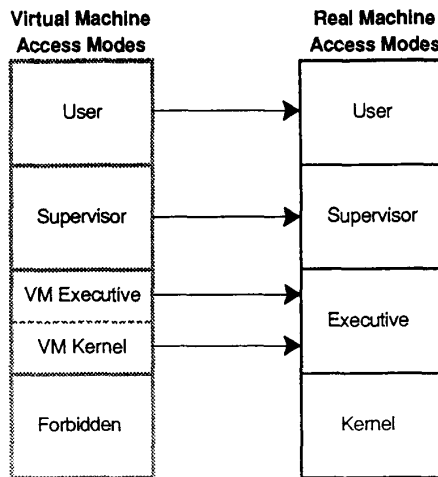 Virtual Machine
Access Modes
Real Machine
Access Modes
User
User
Supervisor
Supervisor
VM Executive
Executive
VM Kernel
Forbidden
Kernel